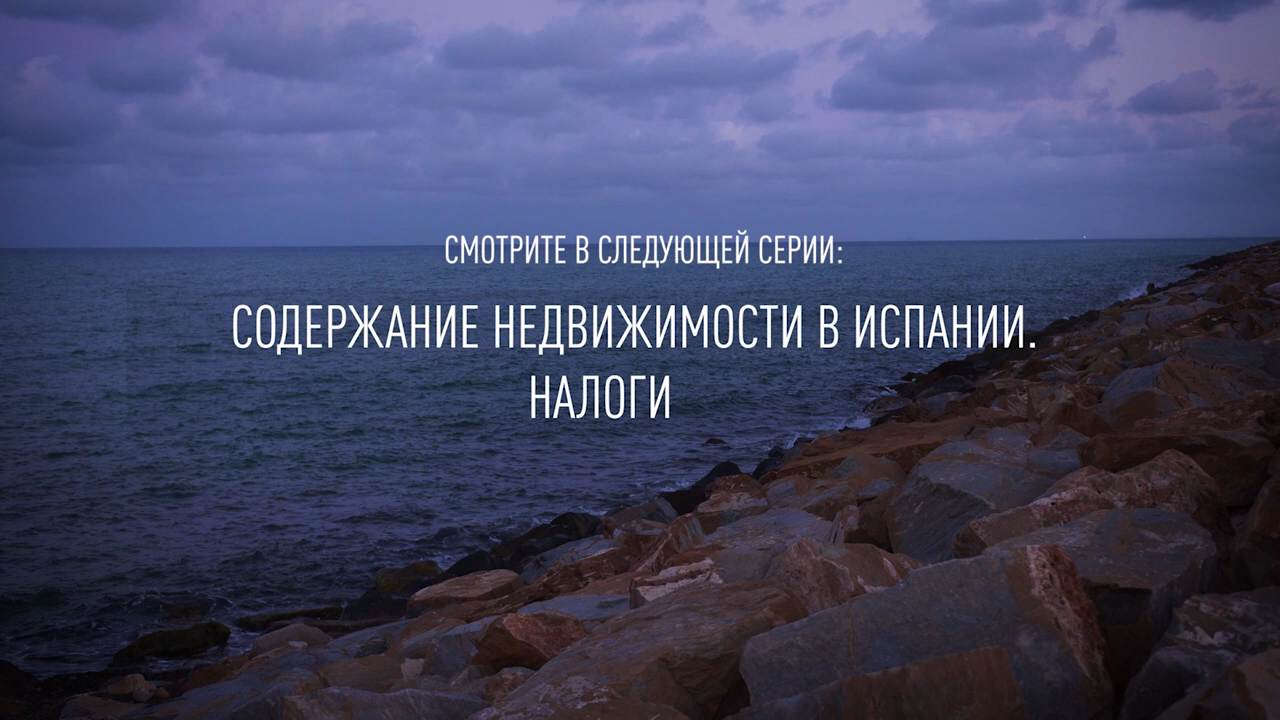 СМОТРИТЕ В СЛЕДУЮЩЕЙ СЕРИИ:
СОДЕРЖАНИЕ НЕДВИЖИМОСТИ В ИСПАНИИ.
НАЛОГИ